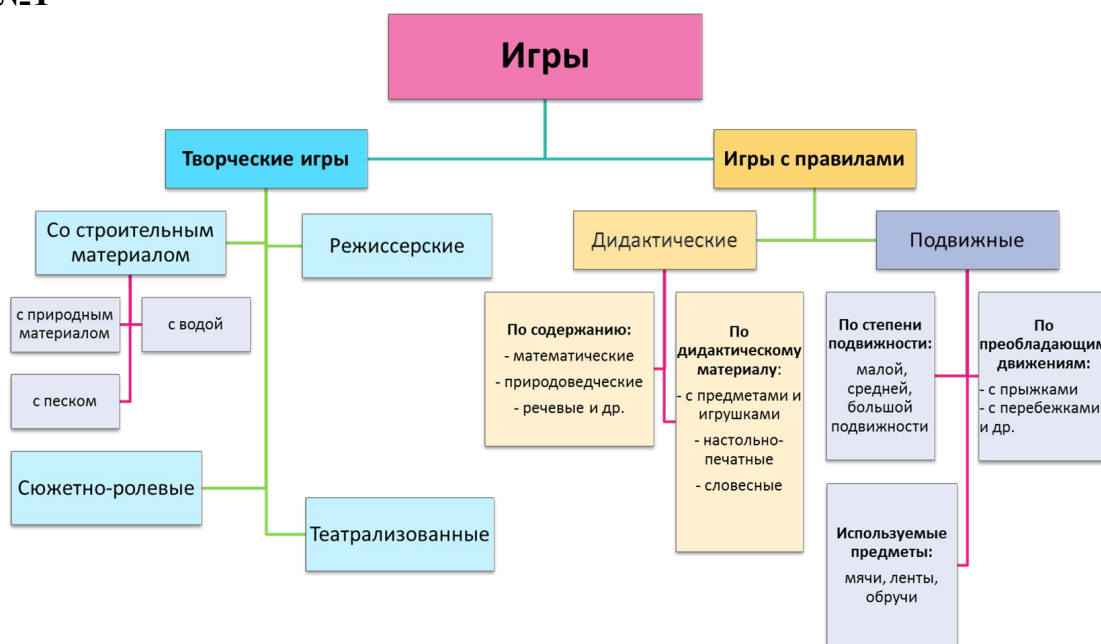 №1
Игры
Творческие игры
Игры с правилами
Со строительным
материалом
Режиссерские
с природным
материалом
с водой
с песком
Сюжетно-ролевые
Театрализованные
Дидактические
Подвижные
По содержанию:
- математические
- природоведческие
- речевые и др.
По
дидактическому
материалу:
- с предметами и
игрушками
- настольно-
печатные
- словесные
По степени
подвижности:
малой,
средней,
большой
подвижности
По
преобладающим
движениям:
- с прыжками
- с перебежками
и др.
Используемые
предметы:
мячи, ленты,
обручи